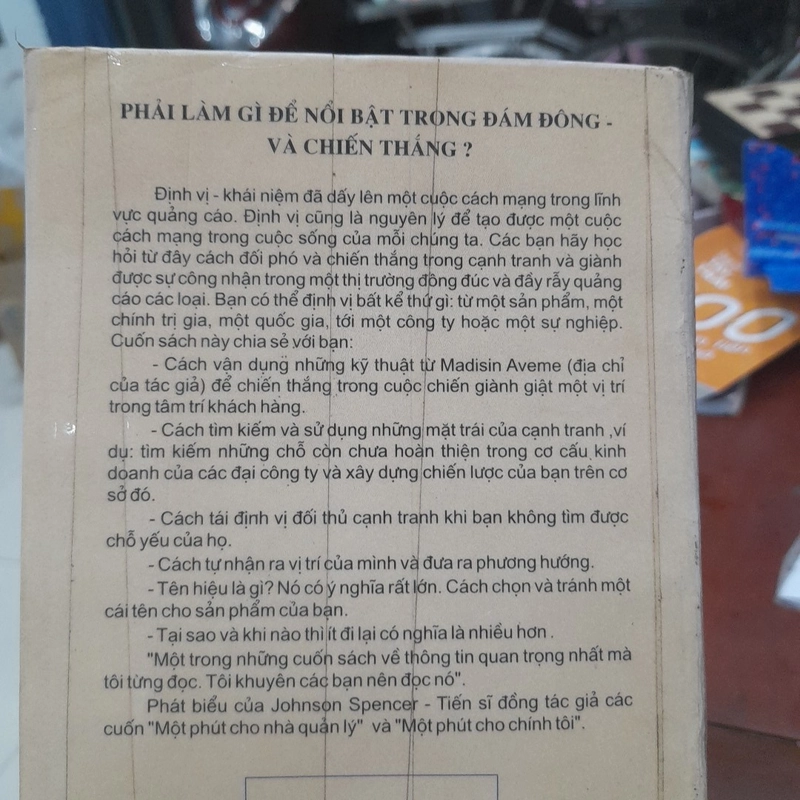 PHẢI LÀM GÌ ĐỂ NỔI BẬT TRONG ĐÁM ĐÔNG -
VÀ CHIẾN THẮNG ?
Định vị - khái niệm đã dấy lên một cuộc cách mạng trong lĩnh
vực quảng cáo. Định vị cũng là nguyên lý để tạo được một cuộc
cách mạng trong cuộc sống của mỗi chúng ta. Các bạn hãy học
hỏi từ đây cách đối phó và chiến thắng trong cạnh tranh và giành
được sự công nhận trong một thị trường đông đúc và đầy rẫy quảng
cáo các loại. Bạn có thể định vị bất kể thứ gì: từ một sản phẩm, một
chính trị gia, một quốc gia, tới một công ty hoặc một sự nghiệp.
Cuốn sách này chia sẻ với bạn:
- Cách vận dụng những kỹ thuật từ Madisin Aveme (địa chỉ
của tác giả) để chiến thắng trong cuộc chiến giành giật một vị trí
trong tâm trí khách hàng.
- Cách tìm kiếm và sử dụng những mặt trái của cạnh tranh ,ví
dụ: tìm kiếm những chỗ còn chưa hoàn thiện trong cơ cấu kinh
doanh của các đại công ty và xây dựng chiến lược của bạn trên cơ
sở đó.
- Cách tái định vị đối thủ cạnh tranh khi bạn không tìm được
chỗ yếu của họ.
- Cách tự nhận ra vị trí của mình và đưa ra phương hướng.
- Tên hiệu là gì? Nó có ý nghĩa rất lớn. Cách chọn và tránh một
cái tên cho sản phẩm của bạn.
- Tại sao và khi nào thì ít đi lại có nghĩa là nhiều hơn .
"Một trong những cuốn sách về thông tin quan trọng nhất mà
tôi từng đọc. Tôi khuyên các bạn nên đọc nó".
Phát biểu của Johnson Spencer - Tiến sĩ đồng tác giả các
cuốn "Một phút cho nhà quản lý" và "Một phút cho chính tôi".